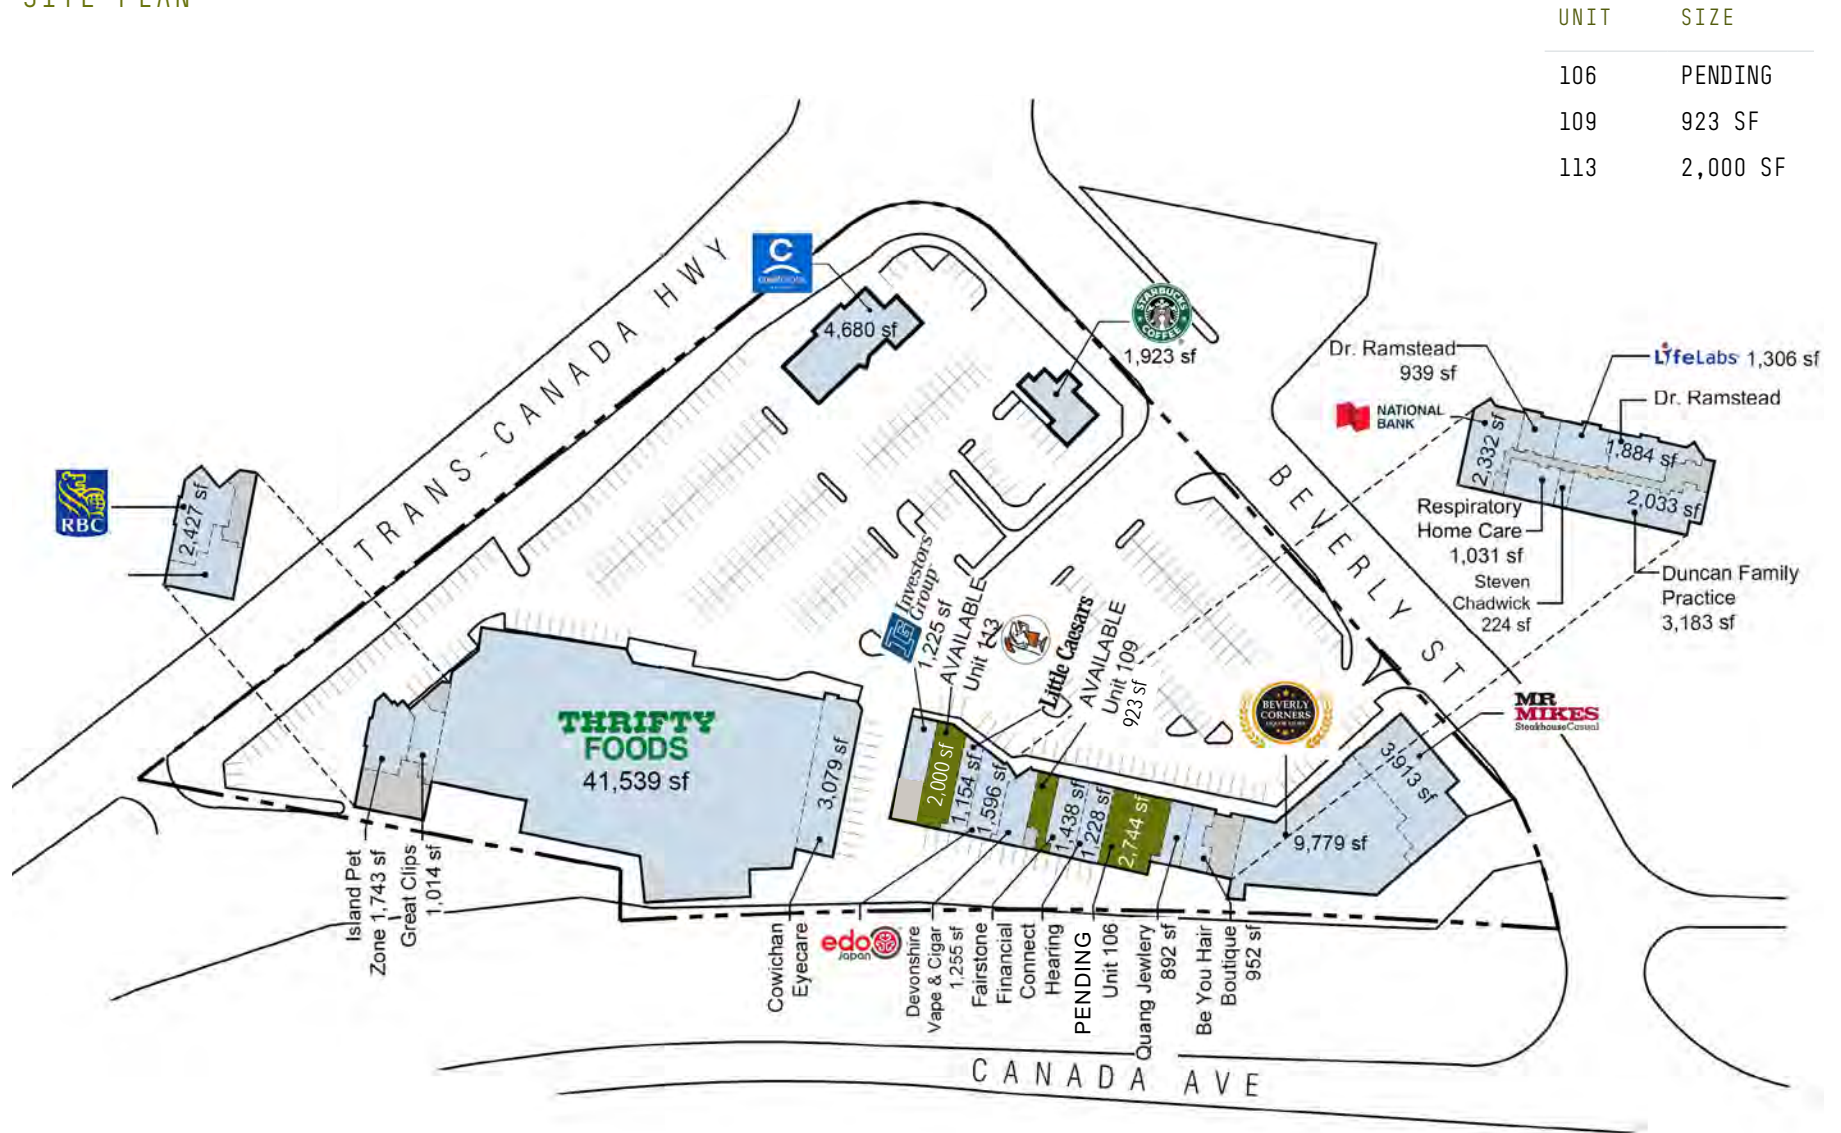 SITE PLAN
UNIT SIZE
106 PENDING
109 923 SF
113 2,000 SF
TRANS-CANADA HWY
BEVERLY ST
CANADA AVE
C
4,680 sf
STARBUCKS
COFFEE
1,923 sf
Dr. Ramstead
939 sf
LifeLabs 1,306 sf
Dr. Ramstead
NATIONAL
BANK
2,332 sf
1,884 sf
2,033 sf
Respiratory
Home Care
1,031 sf
Steven
Chadwick
224 sf
Duncan Family
Practice
3,183 sf
RBC
2,427 sf
THRIFTY
FOODS
41,539 sf
3,079 sf
Investors
Group
1,225 sf
AVAILABLE
Unit 113
Little Caesars
AVAILABLE
Unit 109
923 sf
BEVERLY
CORNERS
MR
MIKES
SteakhouseCasual
2,000 sf
1,154 sf
1,596 sf
1,438 sf
1,228 sf
2,744 sf
9,779 sf
3,913 sf
Island Pet
Zone 1,743 sf
Great Clips
1,014 sf
Cowichan
Eyecare
edo
japan
Devonshire
Vape & Cigar
1,255 sf
Fairstone
Financial
Connect
Hearing
PENDING
Unit 106
Quang Jewlery
892 sf
Be You Hair
Boutique
952 sf